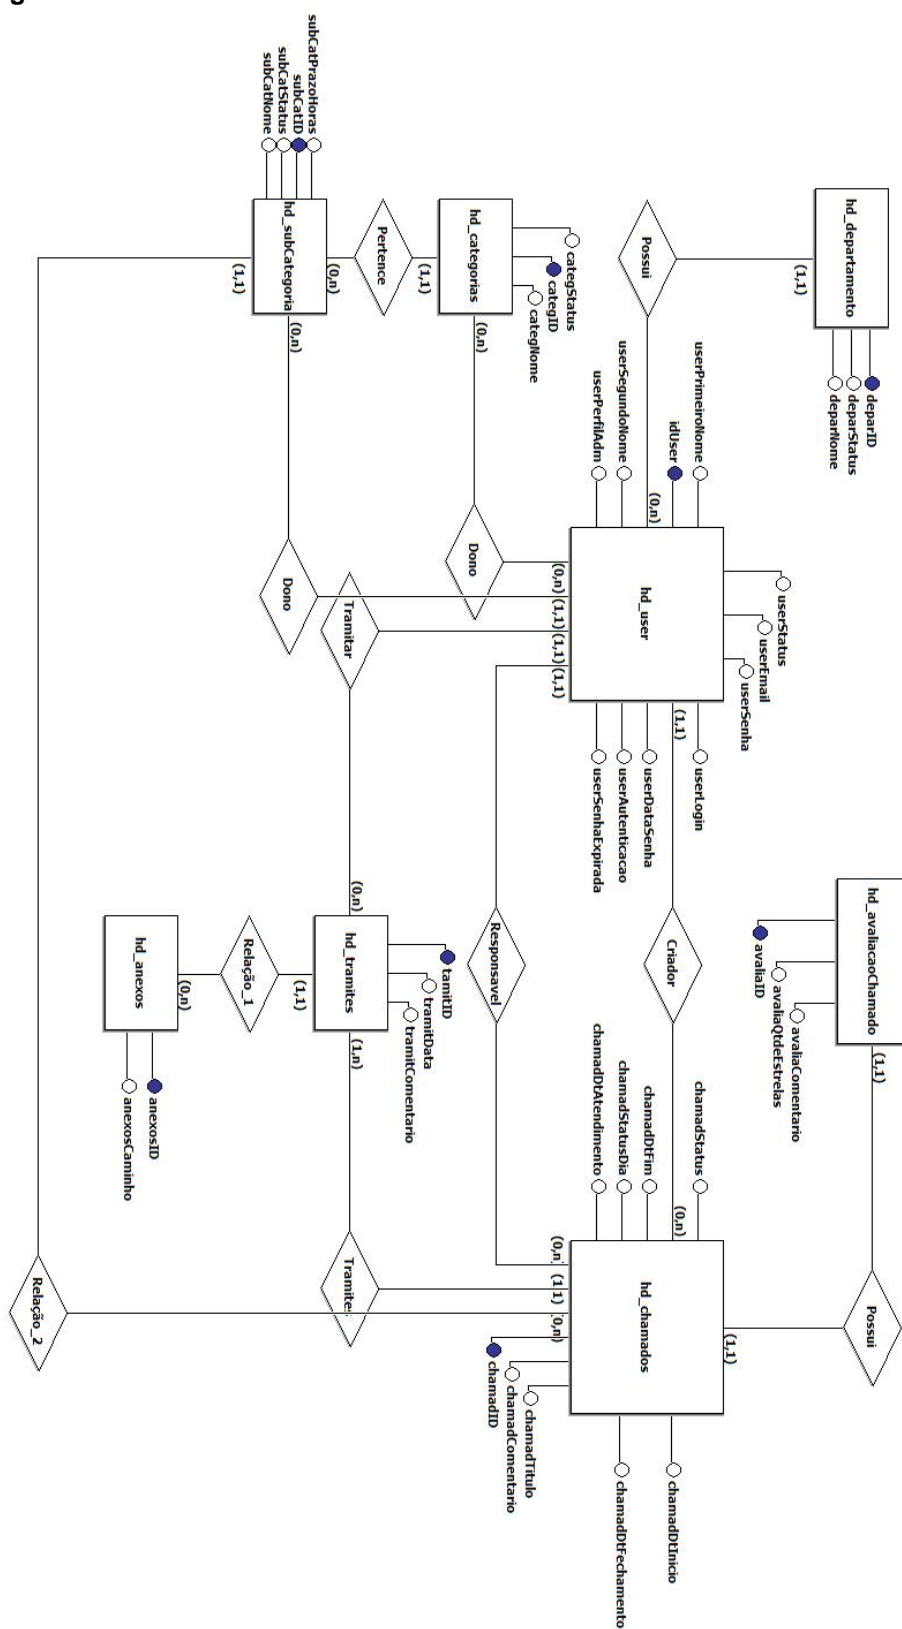 subCatPrazoHoras
subCatID
subCatStatus
subCatNome
hd_subCategoria
(1,1)
(0,n)
(0,n)
Pertence
(1,1)
hd_categorias
categStatus
categID
categNome
(0,n)
Possui
(1,1)
hd_departamento
deparID
deparStatus
deparNome
userPrimeiroNome
idUser
userSegundoNome
userPerfilAdm
(0,n)
hd_user
userStatus
userEmail
userSenha
userLogin
userDataSenha
userAutenticacao
userSenhaExpirada
(1,1)
(0,n)
(1,1)
(1,1)
(1,1)
Dono
Dono
Tramitar
(0,n)
hd_tramites
tamitID
tramitData
tramitComentario
(1,1)
(1,n)
Relação_1
(0,n)
hd_anexos
anexosID
anexosCaminho
Responsavel
Criador
hd_avaliacaoChamado
avaliaID
avaliaQtdeEstrelas
avaliaComentario
(1,1)
Possui
(1,1)
chamadStatus
chamadDtFim
chamadStatusDia
chamadDtAtendimento
(0,n)
hd_chamados
(0,n)
(1,1)
(0,n)
chamadID
chamadComentario
chamadTitulo
chamadDtInicio
chamadDtFechamento
Tramites
Relação_2